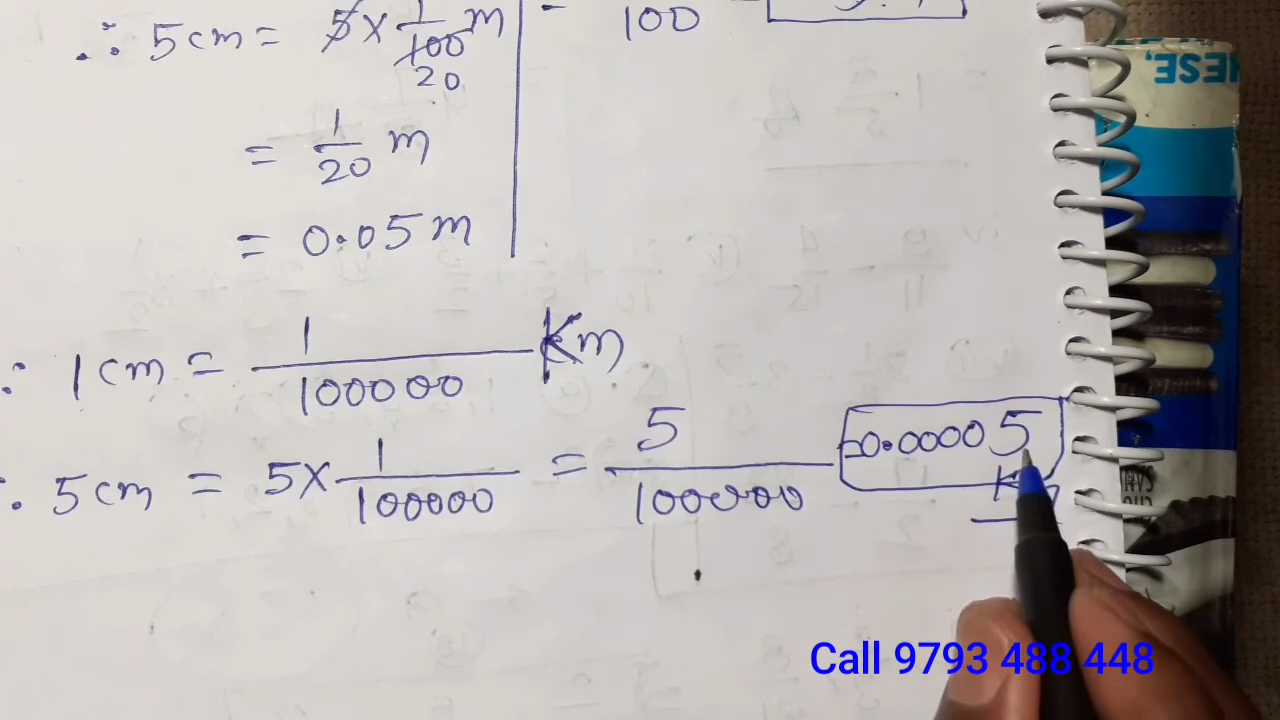 ∴ 5cm = 5 × 1/100 m
20
= 1/20 m
= 0.05 m
100
∴ 1cm = 1/100000 Km
∴ 5cm = 5 × 1/100000 = 5/100000 = 0.00005
Km
Call 9793 488 448